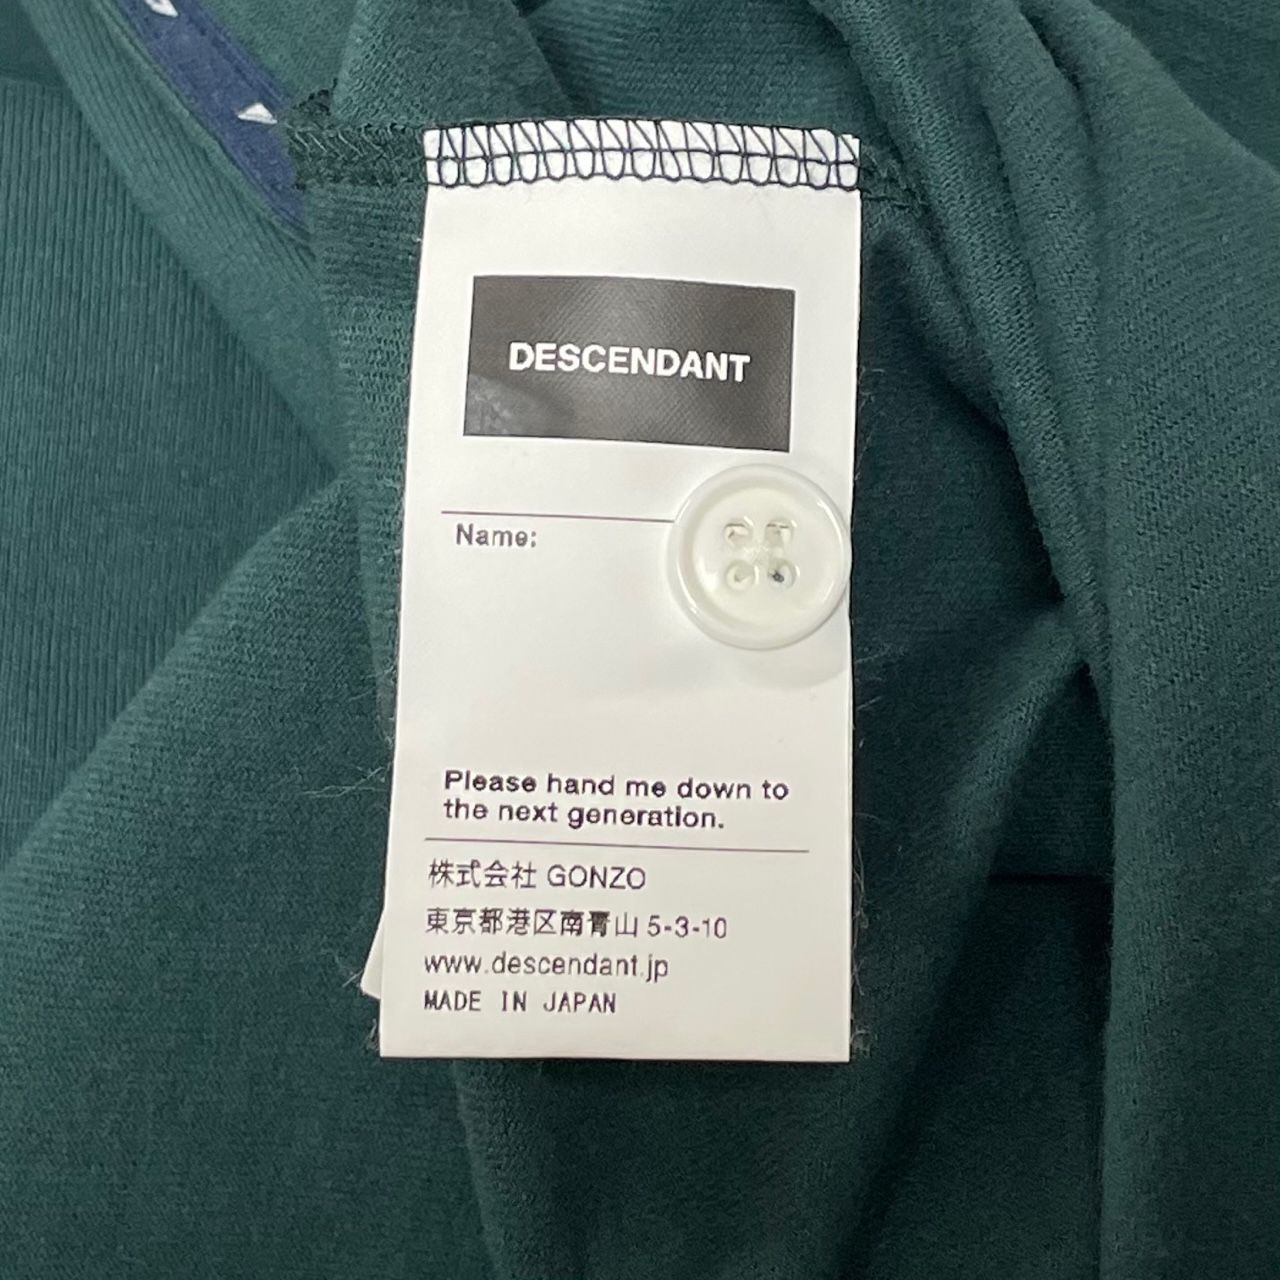 DESCENDANT
Name:
Please hand me down to
the next generation.
株式会社 GONZO
東京都港区南青山 5-3-10
www.descendant.jp
MADE IN JAPAN